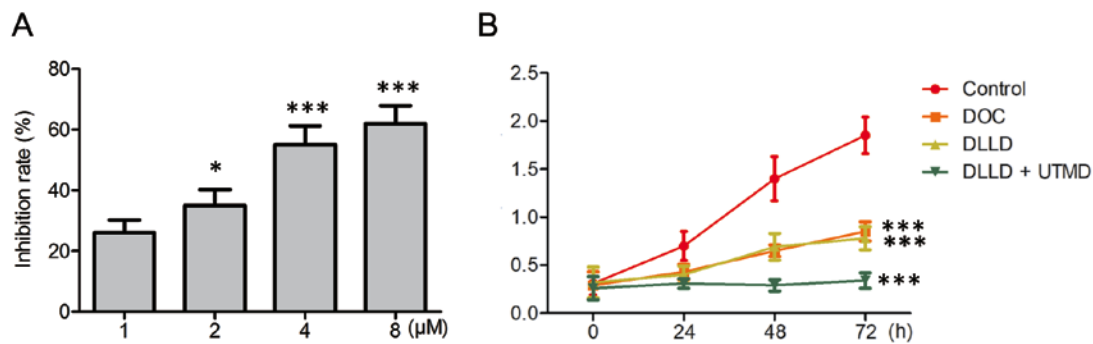 A
Inhibition rate (%)
80
60
40
20
0
*
***
***
1 2 4 8 (µM)
B
2.5
2.0
1.5
1.0
0.5
0.0
0 24 48 72 (h)
***
***
***
Control
DOC
DLLD
DLLD + UTMD